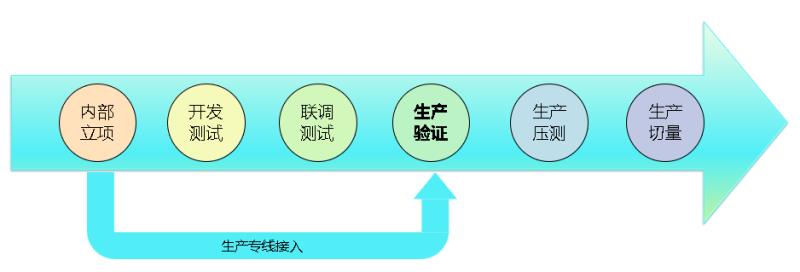 内部
立项
开发
测试
联调
测试
生产
验证
生产
压测
生产
切量
生产专线接入